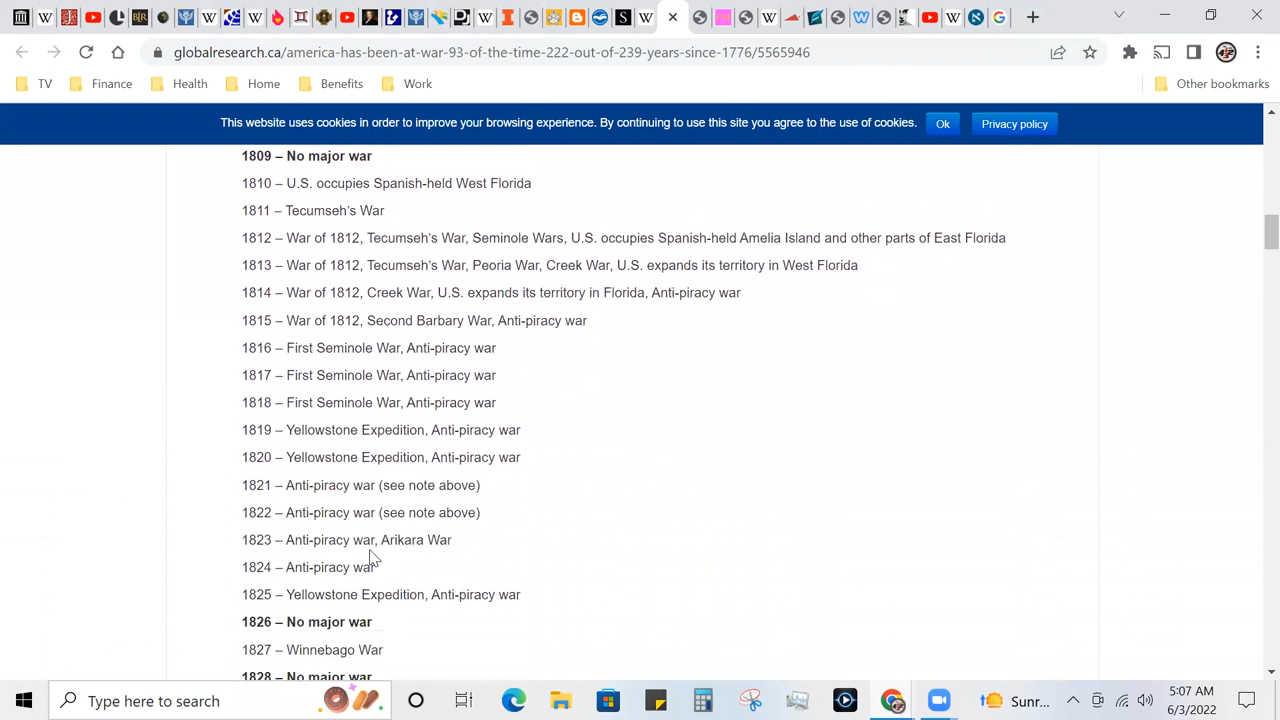 globalresearch.ca/america-has-been-at-war-93-of-the-time-222-out-of-239-years-since-1776/5565946
TV Finance Health Home Benefits Work Other bookmarks
This website uses cookies in order to improve your browsing experience. By continuing to use this site you agree to the use of cookies. Ok Privacy policy
1809 – No major war
1810 – U.S. occupies Spanish-held West Florida
1811 – Tecumseh's War
1812 – War of 1812, Tecumseh's War, Seminole Wars, U.S. occupies Spanish-held Amelia Island and other parts of East Florida
1813 – War of 1812, Tecumseh's War, Peoria War, Creek War, U.S. expands its territory in West Florida
1814 – War of 1812, Creek War, U.S. expands its territory in Florida, Anti-piracy war
1815 – War of 1812, Second Barbary War, Anti-piracy war
1816 – First Seminole War, Anti-piracy war
1817 – First Seminole War, Anti-piracy war
1818 – First Seminole War, Anti-piracy war
1819 – Yellowstone Expedition, Anti-piracy war
1820 – Yellowstone Expedition, Anti-piracy war
1821 – Anti-piracy war (see note above)
1822 – Anti-piracy war (see note above)
1823 – Anti-piracy war, Arikara War
1824 – Anti-piracy war
1825 – Yellowstone Expedition, Anti-piracy war
1826 – No major war
1827 – Winnebago War
1828 – No major war
Type here to search
Sunr...
5:07 AM
6/3/2022